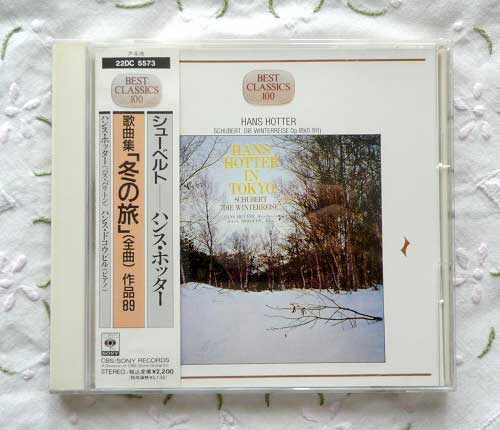 22DC 5573
BEST
CLASSICS
100
シューベルト ハンス・ホッター
歌曲集「冬の旅」(全曲) 作品89
ハンス・ホッター(バス・バリトン) ハンス・ドコウピル(ピアノ)
SONY
CBS/SONY RECORDS
STEREO/税込定価¥2,200
BEST
CLASSICS
100
HANS HOTTER
SCHUBERT: DIE WINTERREISE Op.89(D.911)
HANS
HOTTER
IN
TOKYO!
SCHUBERT
"DIE WINTERREISE"